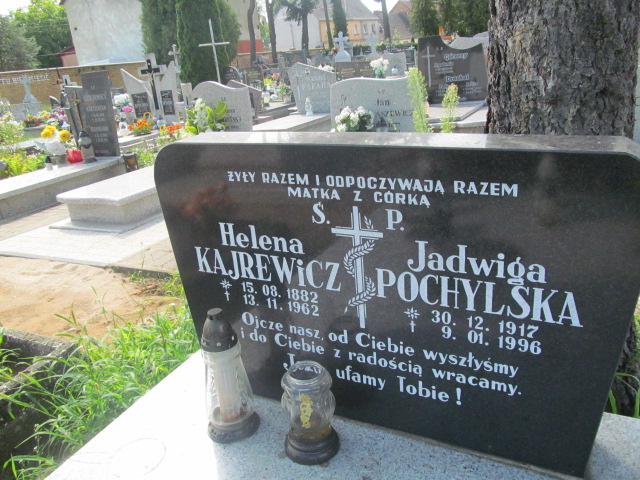 ŻYŁY RAZEM I ODPOCZYWAJĄ RAZEM
MATKA Z CÓRKĄ
Ś. P.
Helena
KAJREWiCZ
* 15. 08. 1882
† 13. 11. 1962
Jadwiga
POCHYLSKA
* 30. 12. 1917
† 9. 01. 1996
Ojcze nasz, od Ciebie wyszłyśmy
i do Ciebie z radością wracamy.
ufamy Tobie!
Jan